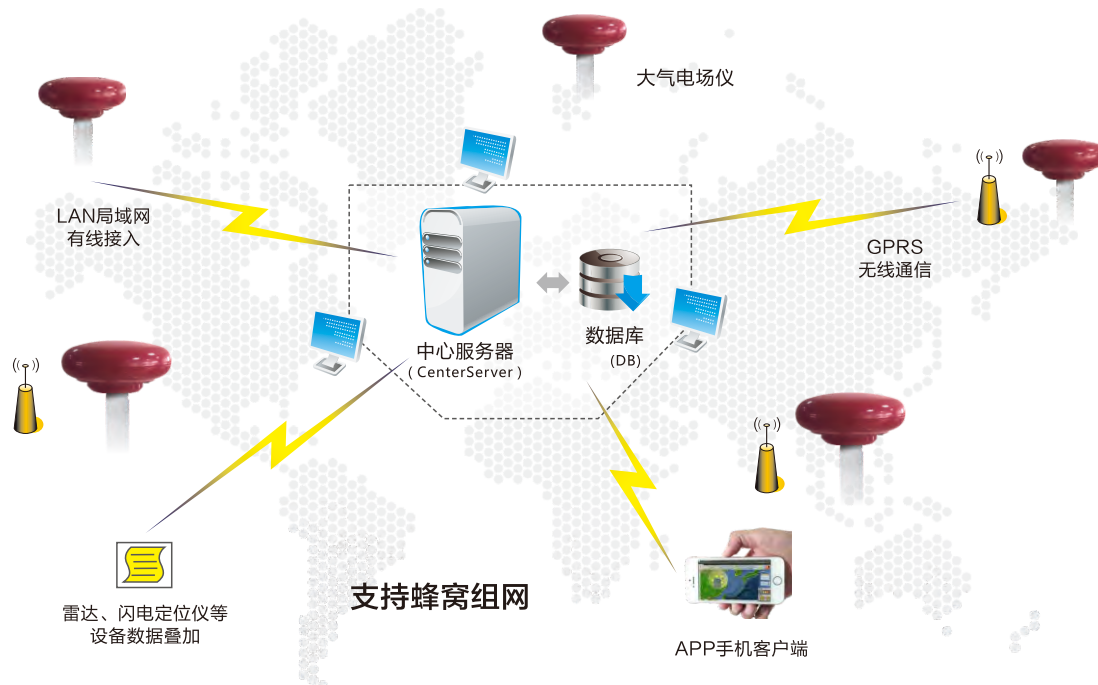 大气电场仪
LAN局域网
有线接入
GPRS
无线通信
中心服务器
（CenterServer）
数据库
(DB)
支持蜂窝组网
雷达、闪电定位仪等
设备数据叠加
APP手机客户端